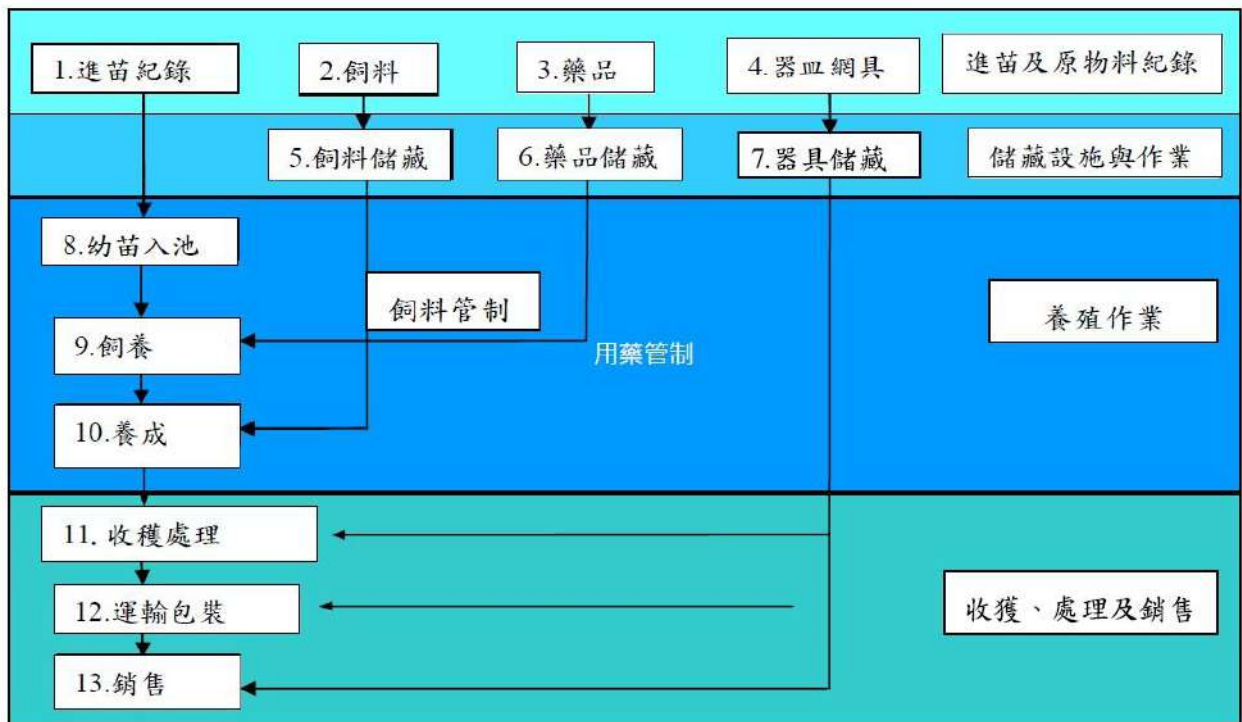 1.進苗紀錄
2.飼料
3.藥品
4.器皿網具
進苗及原物料紀錄
5.飼料儲藏
6.藥品儲藏
7.器具儲藏
儲藏設施與作業
8.幼苗入池
飼料管制
養殖作業
9.飼養
用藥管制
10.養成
11.收穫處理
12.運輸包裝
收獲、處理及銷售
13.銷售